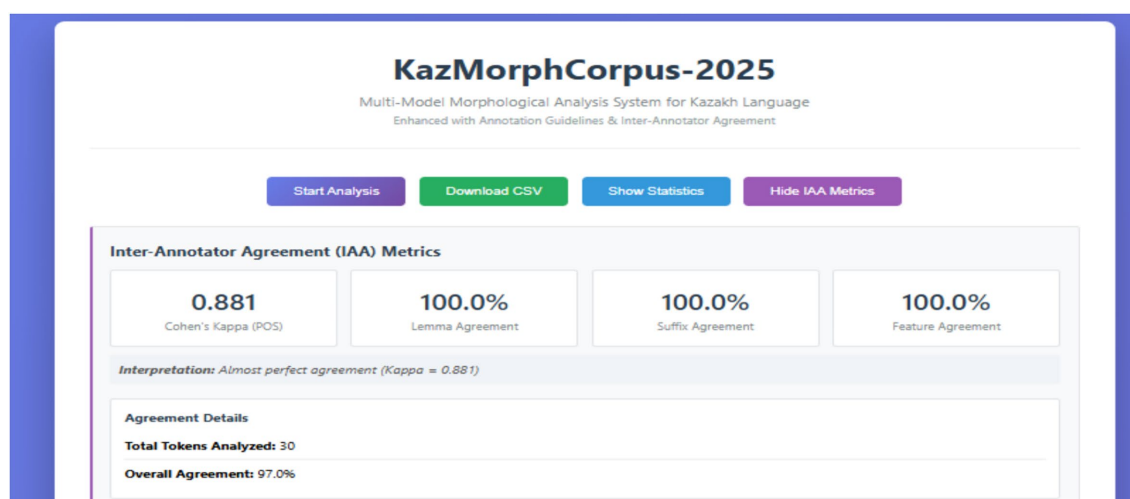 KazMorphCorpus-2025
Multi-Model Morphological Analysis System for Kazakh Language
Enhanced with Annotation Guidelines & Inter-Annotator Agreement
Start Analysis Download CSV Show Statistics Hide IAA Metrics
Inter-Annotator Agreement (IAA) Metrics
0.881 100.0% 100.0% 100.0%
Cohen's Kappa (POS) Lemma Agreement Suffix Agreement Feature Agreement
Interpretation: Almost perfect agreement (Kappa = 0.881)
Agreement Details
Total Tokens Analyzed: 30
Overall Agreement: 97.0%